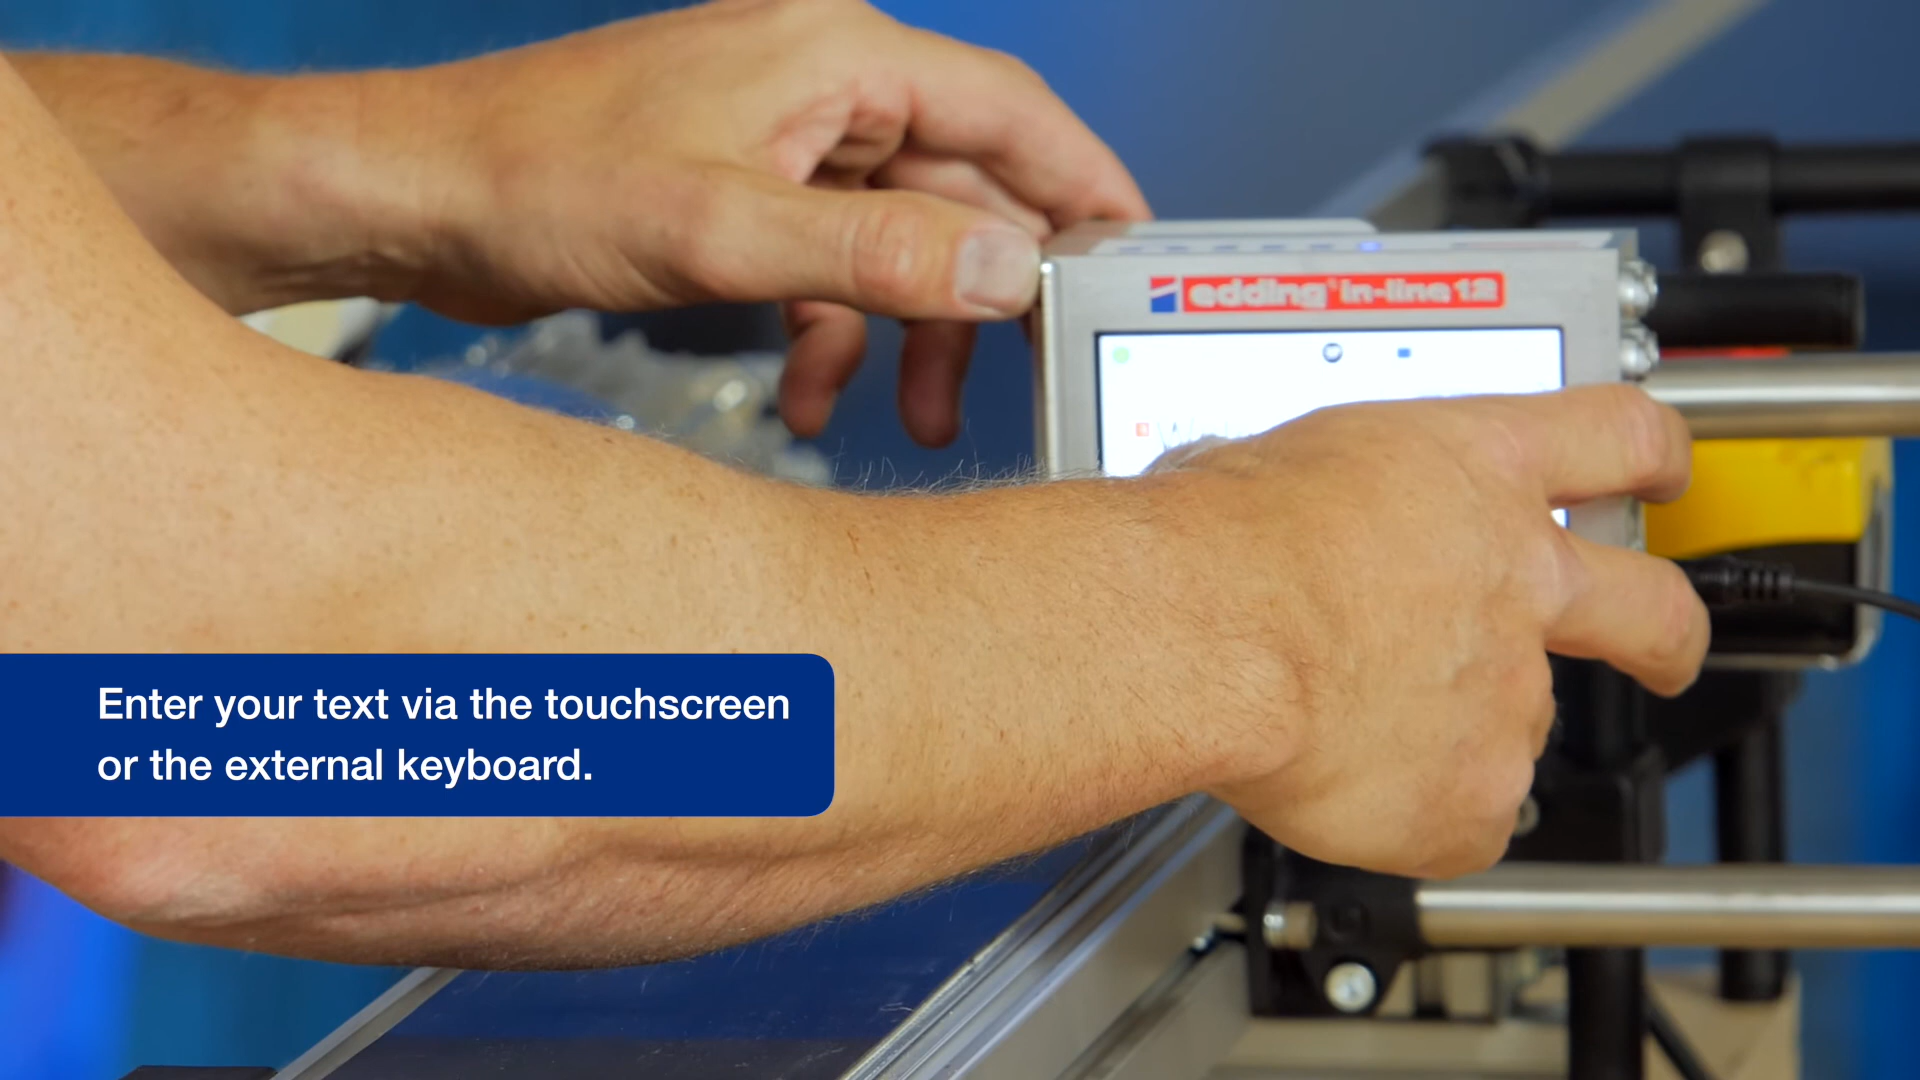 edding in-line 12
Enter your text via the touchscreen
or the external keyboard.